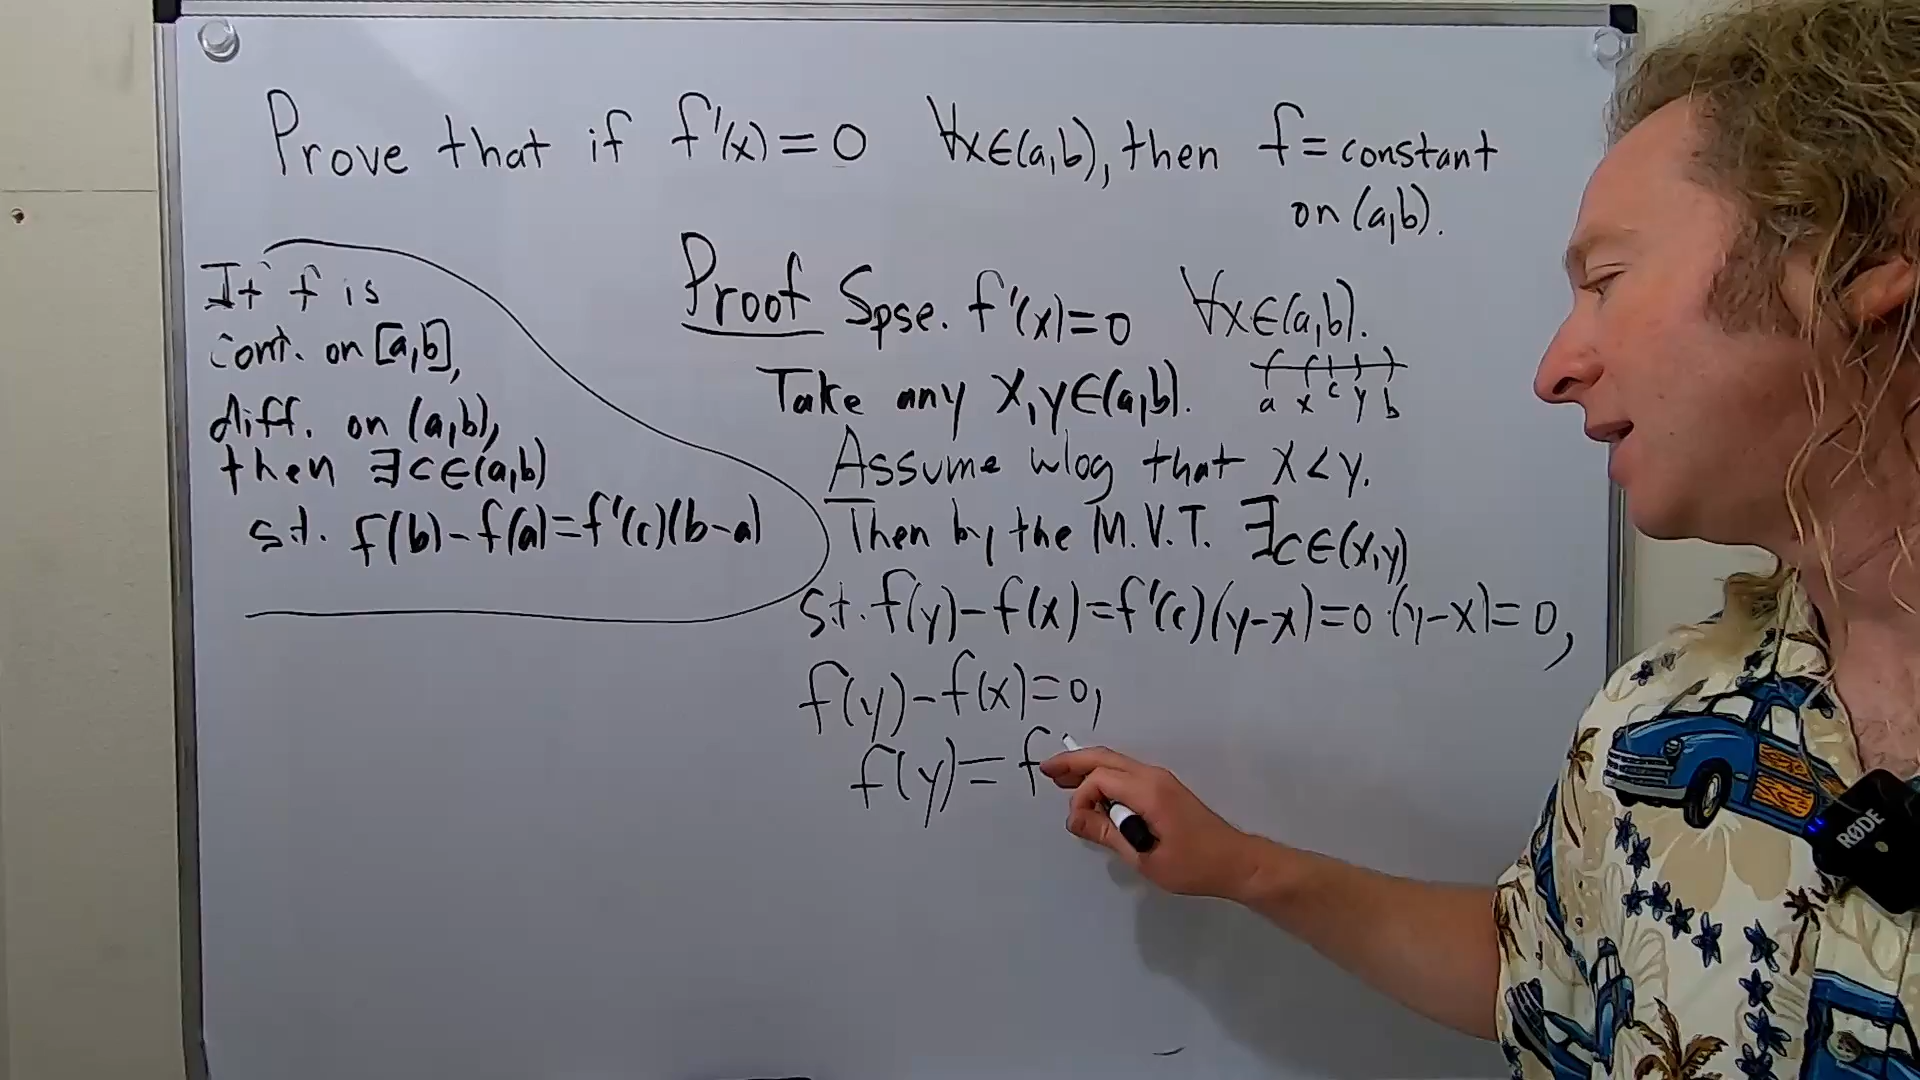 Prove that if f'(x) = 0 ∀x∈(a,b), then f = constant
on (a,b).
If f is
cont. on [a,b],
diff. on (a,b),
then ∃c∈(a,b)
s.t. f(b)-f(a)=f'(c)(b-a)
Proof Spse. f'(x)=0 ∀x∈(a,b).
Take any x,y∈(a,b).
a x c y b
Assume wlog that x<y.
Then by the M.V.T. ∃c∈(x,y)
s.t. f(y)-f(x)=f'(c)(y-x)=0·(y-x)=0,
f(y)-f(x)=0,
f(y)=f
RØDE